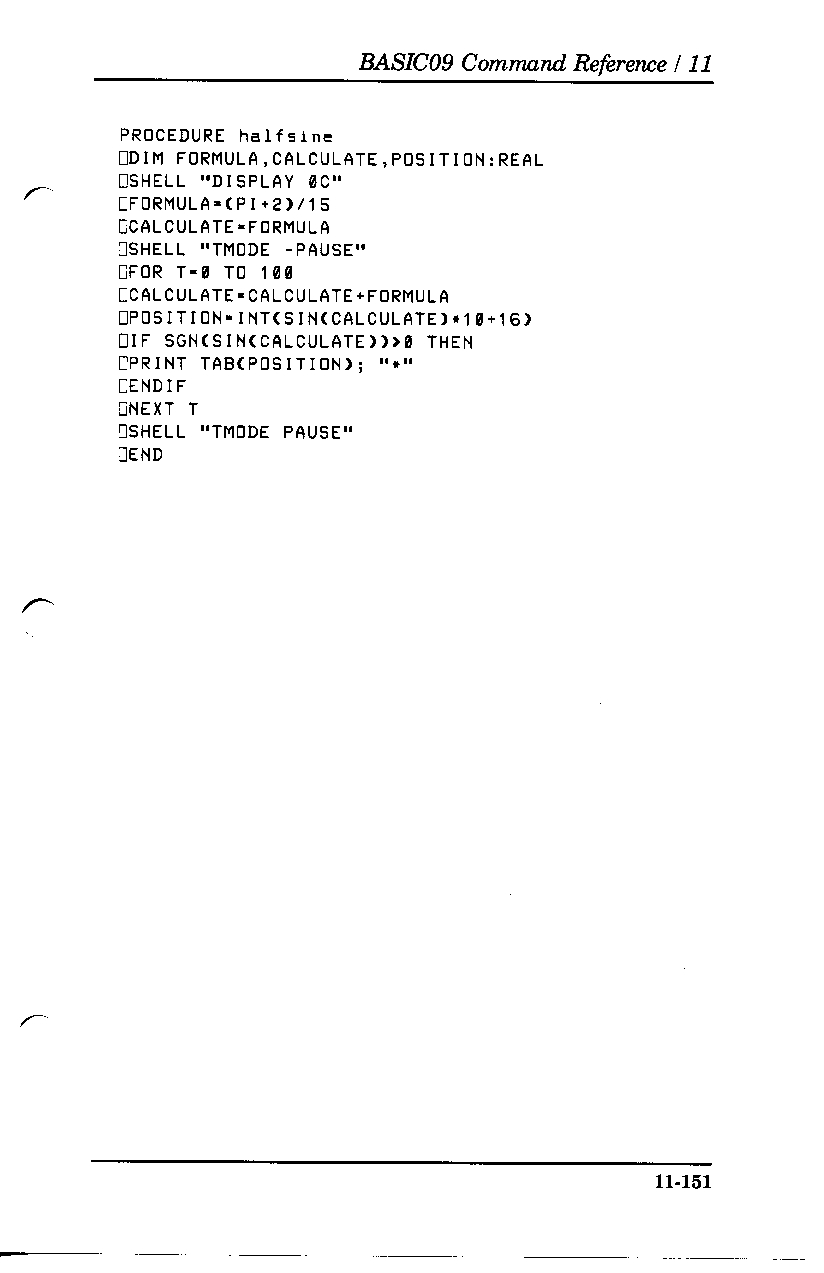 BASIC09 Command Reference / 11
PROCEDURE halfsine
□DIM FORMULA,CALCULATE,POSITION:REAL
□SHELL "DISPLAY 0C"
□FORMULA=(PI+2)/15
□CALCULATE=FORMULA
□SHELL "TMODE -PAUSE"
□FOR T=0 TO 100
□CALCULATE=CALCULATE+FORMULA
□POSITION=INT(SIN(CALCULATE)*10+16)
□IF SGN(SIN(CALCULATE))>0 THEN
□PRINT TAB(POSITION); "*"
□ENDIF
□NEXT T
□SHELL "TMODE PAUSE"
□END
11-151